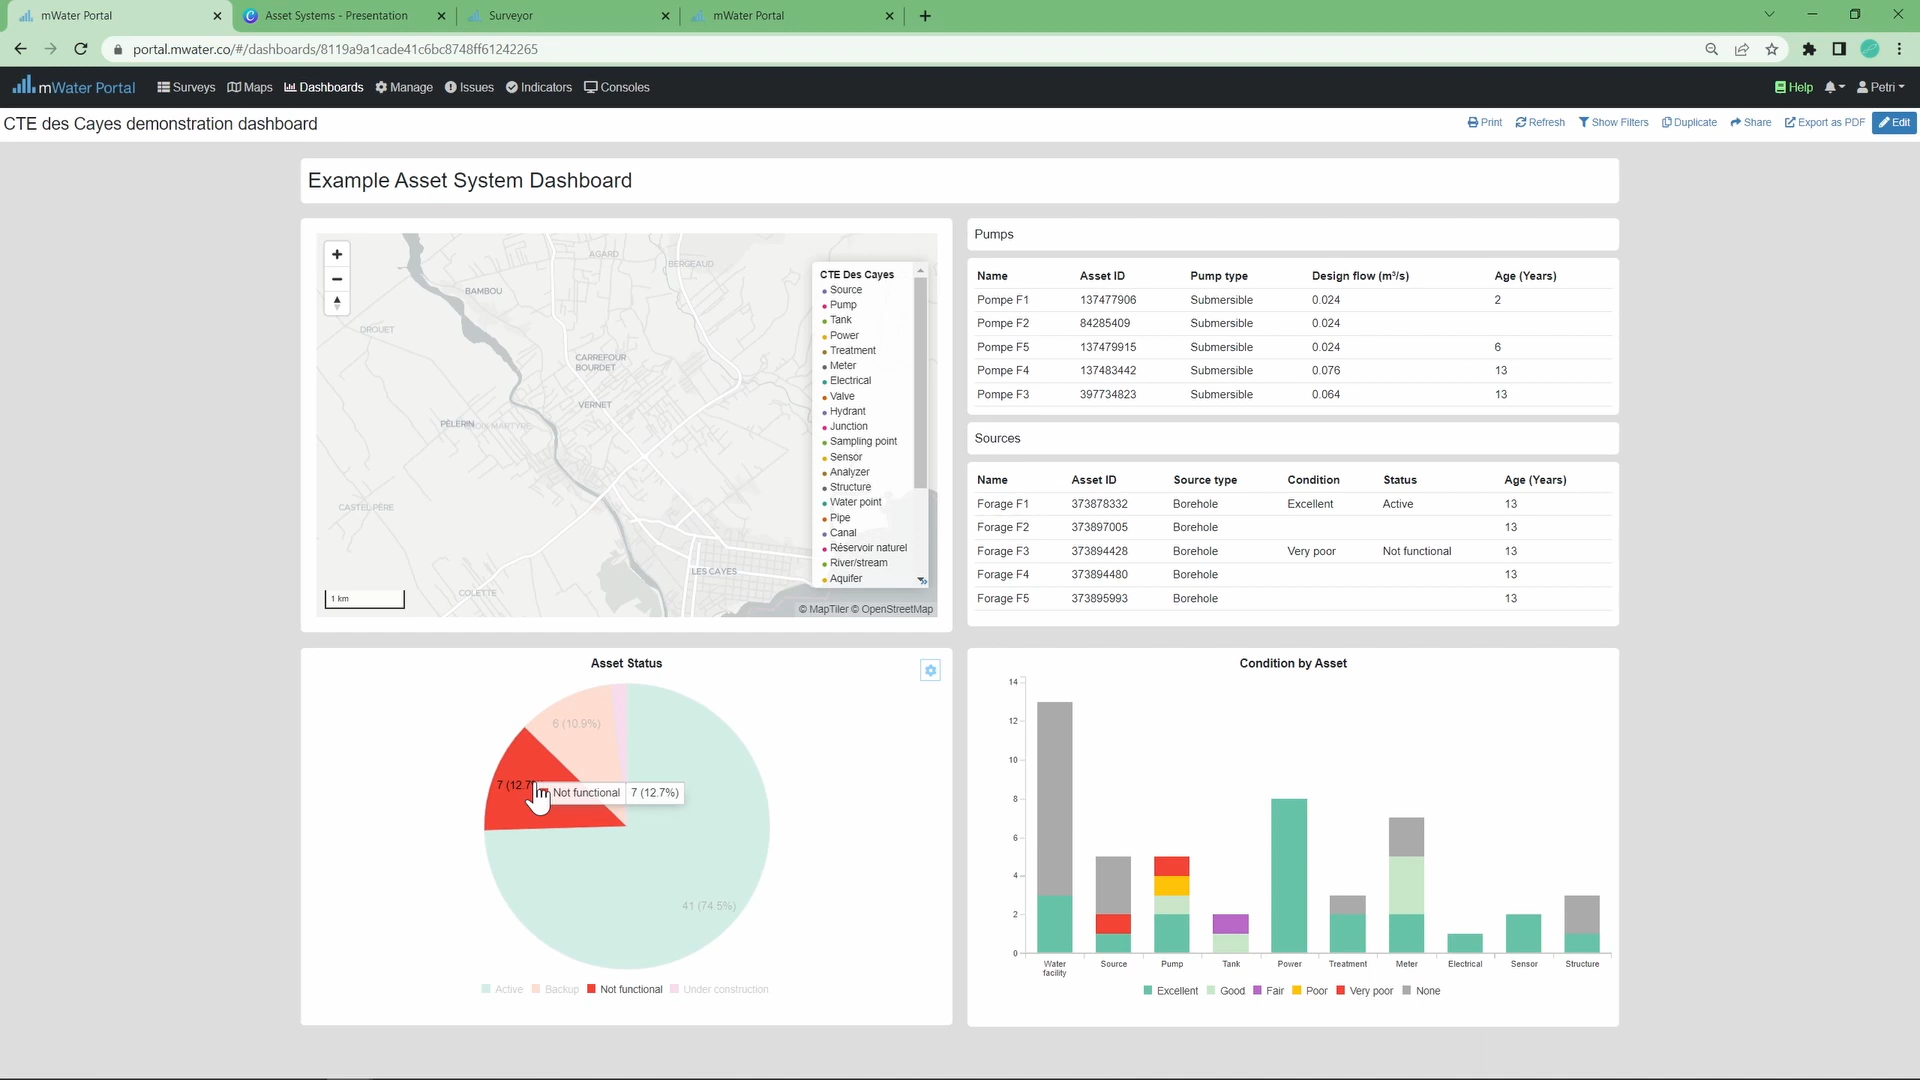 mWater Portal
Asset Systems - Presentation
Surveyor
mWater Portal
portal.mwater.co/#/dashboards/8119a9a1cade41c6bc8748ff61242265
mWater Portal Surveys Maps Dashboards Manage Issues Indicators Consoles Help Petri
CTE des Cayes demonstration dashboard
Print Refresh Show Filters Duplicate Share Export as PDF Edit
Example Asset System Dashboard
AGARD
BERGEAUD
BAMBOU
DROUET
CARREFOUR
BOURDET
VERNET
PÈLERIN
CASTEL PÈRE
LES CAYES
COLETTE
1 km
© MapTiler © OpenStreetMap
CTE Des Cayes
Source
Pump
Tank
Power
Treatment
Meter
Electrical
Valve
Hydrant
Junction
Sampling point
Sensor
Analyzer
Structure
Water point
Pipe
Canal
Réservoir naturel
River/stream
Aquifer
Pumps
Name Asset ID Pump type Design flow (m³/s) Age (Years)
Pompe F1 137477906 Submersible 0.024 2
Pompe F2 84285409 Submersible 0.024
Pompe F5 137479915 Submersible 0.024 6
Pompe F4 137483442 Submersible 0.076 13
Pompe F3 397734823 Submersible 0.064 13
Sources
Name Asset ID Source type Condition Status Age (Years)
Forage F1 373878332 Borehole Excellent Active 13
Forage F2 373897005 Borehole 13
Forage F3 373894428 Borehole Very poor Not functional 13
Forage F4 373894480 Borehole 13
Forage F5 373895993 Borehole 13
Asset Status
6 (10.9%)
7 (12.7
Not functional 7 (12.7%)
41 (74.5%)
Active Backup Not functional Under construction
Condition by Asset
14
12
10
8
6
4
2
0
Water facility Source Pump Tank Power Treatment Meter Electrical Sensor Structure
Excellent Good Fair Poor Very poor None